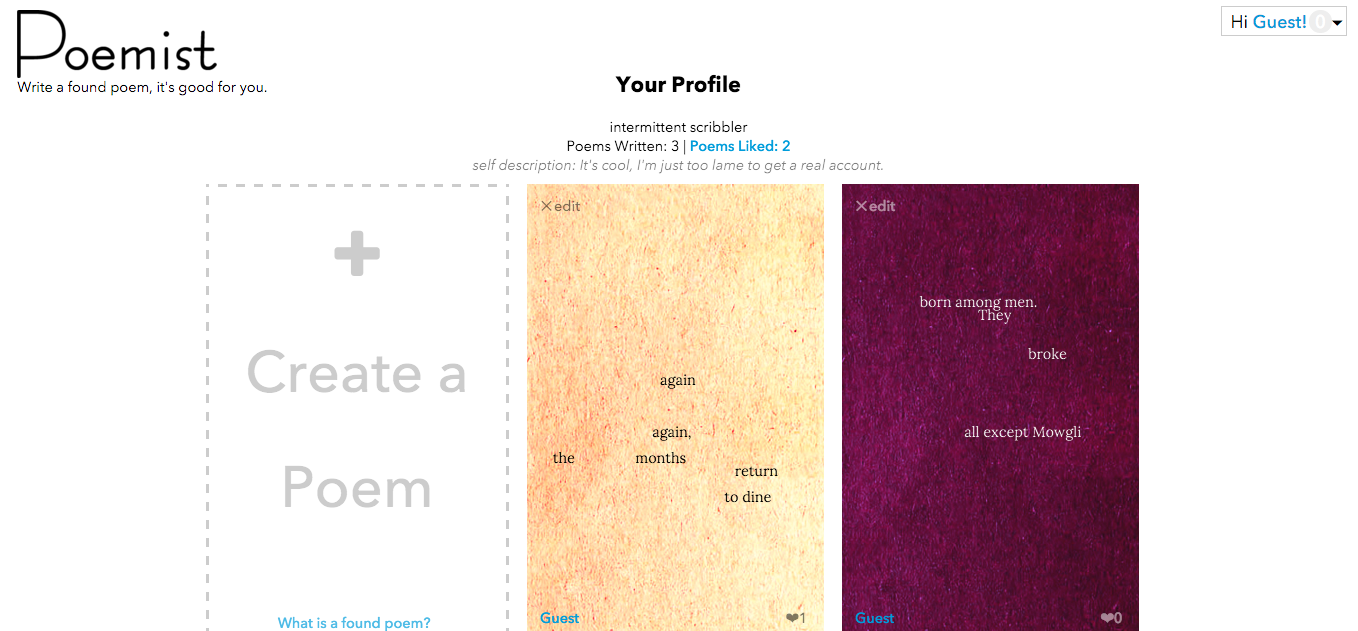 Poemist
Write a found poem, it's good for you.
Hi Guest! 0
Your Profile
intermittent scribbler
Poems Written: 3 | Poems Liked: 2
self description: It's cool, I'm just too lame to get a real account.
Create a
Poem
What is a found poem?
edit
again
again,
the months
return
to dine
Guest
1
edit
born among men.
They
broke
all except Mowgli
Guest
0